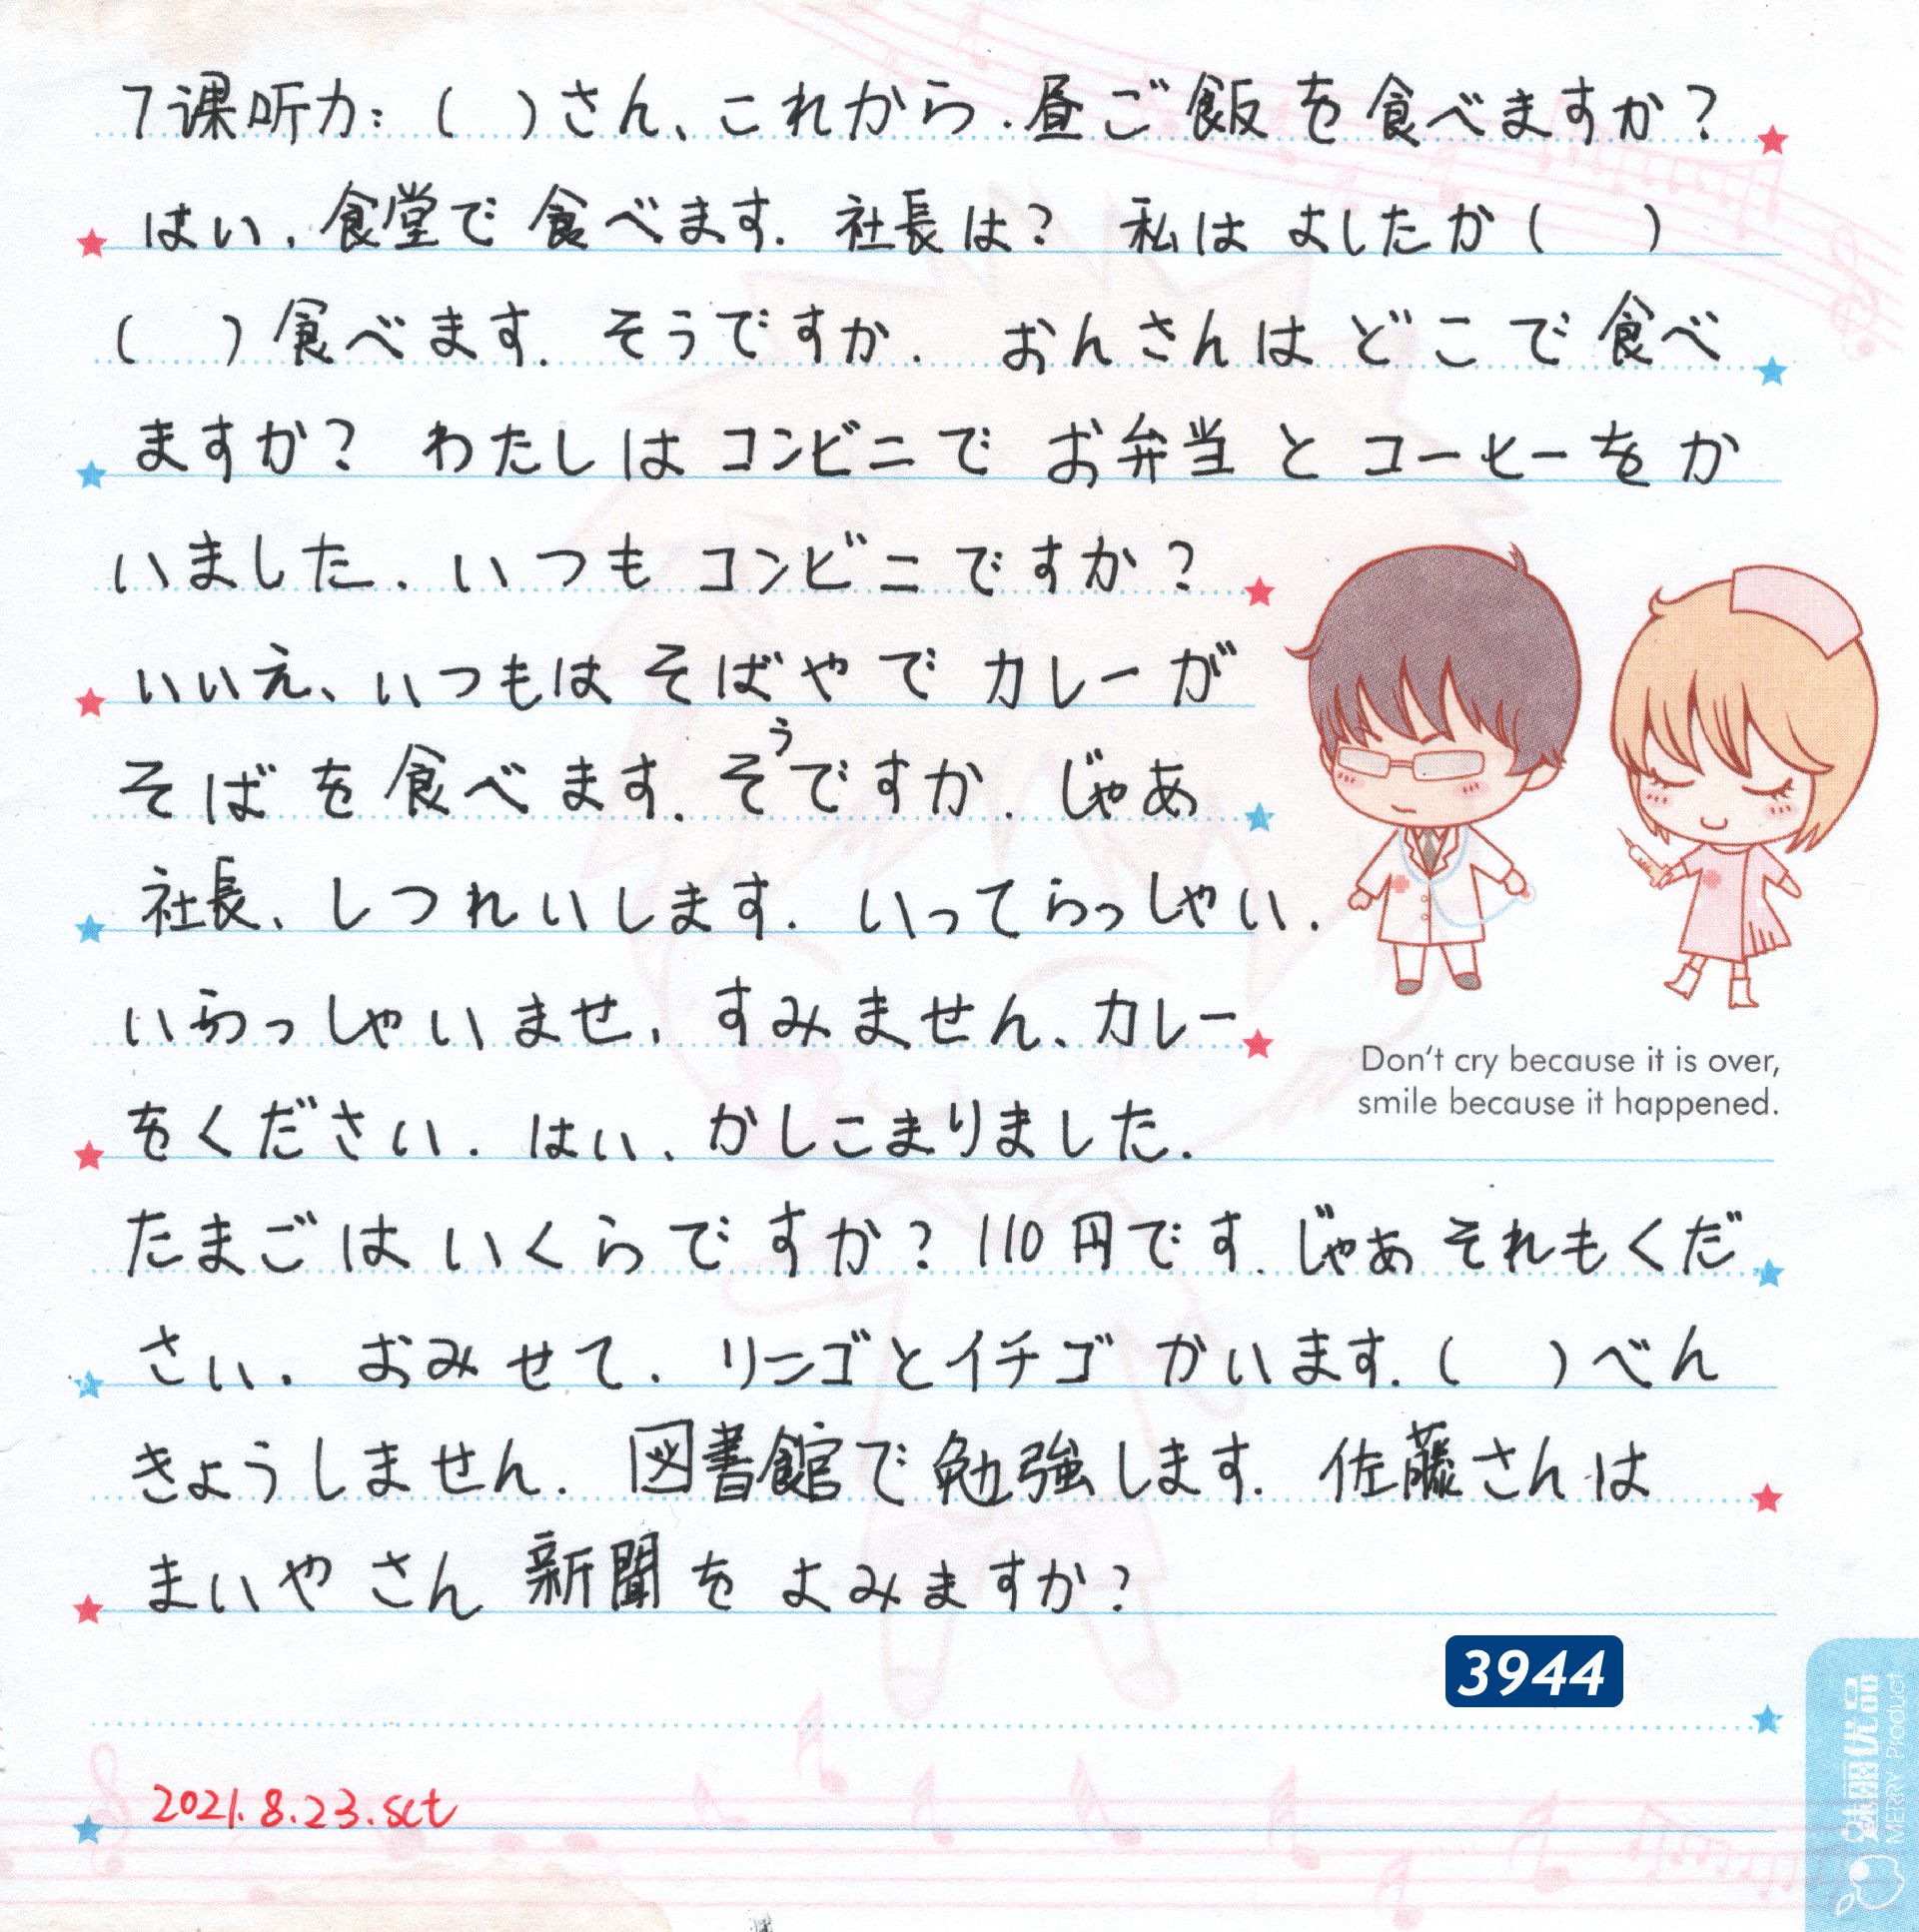 7课听力：（　）さん、これから.昼ご飯を食べますか？
はい.食堂で食べます.社長は？ 私はよしたか（　）
（　）食べます.そうですか. おんさんはどこで食べ
ますか？ わたしはコンビニでお弁当とコーヒーをか
いました.いつもコンビニですか？
いいえ、いつもはそばやでカレーが
そばを食べます.そうですか.じゃあ
社長、しつれいします.いってらっしゃい.
いらっしゃいませ.すみません、カレー
をください.はい.かしこまりました.
たまごはいくらですか？110円です.じゃあそれもくだ
さい.おみせて.リンゴとイチゴかいます.（　）べん
きょうしません.図書館で勉強します.佐藤さんは
まいやさん新聞をよみますか？
Don't cry because it is over,
smile because it happened.
3944
2021.8.23.sct
魅丽优品
MERRY Product